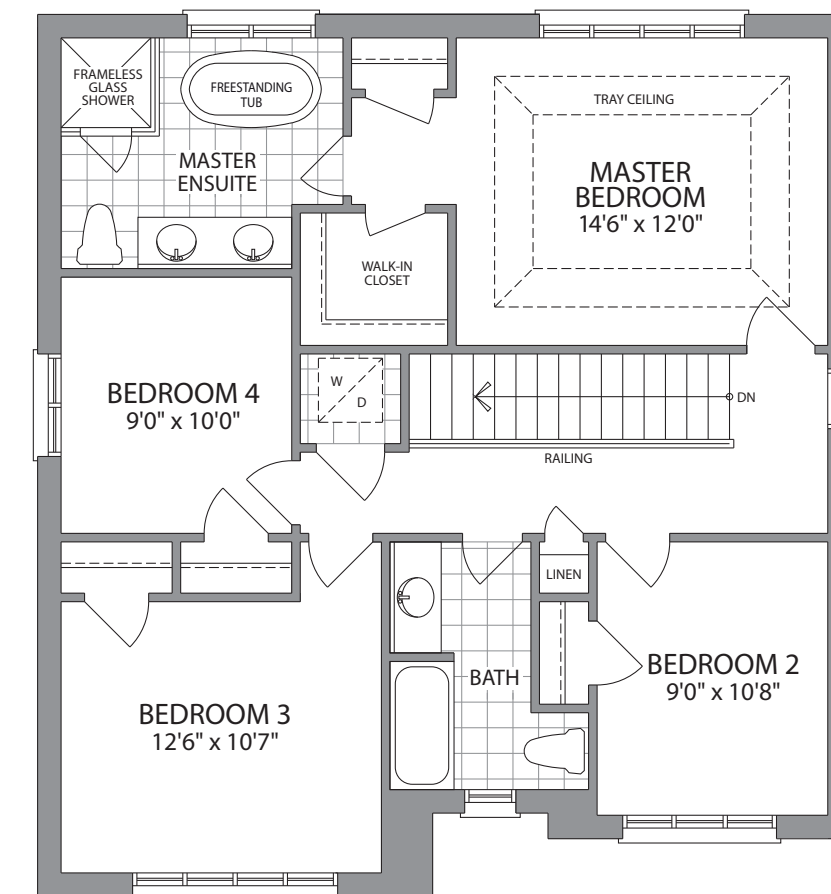 FRAMELESS
GLASS
SHOWER
FREESTANDING
TUB
TRAY CEILING
MASTER
ENSUITE
MASTER
BEDROOM
14'6" x 12'0"
WALK-IN
CLOSET
BEDROOM 4
9'0" x 10'0"
W
D
DN
RAILING
LINEN
BATH
BEDROOM 2
9'0" x 10'8"
BEDROOM 3
12'6" x 10'7"